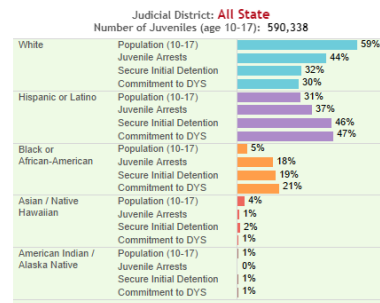 Judicial District: All State
Number of Juveniles (age 10-17): 590,338
White Population (10-17) 59%
Juvenile Arrests 44%
Secure Initial Detention 32%
Commitment to DYS 30%
Hispanic or Latino Population (10-17) 31%
Juvenile Arrests 37%
Secure Initial Detention 46%
Commitment to DYS 47%
Black or Population (10-17) 5%
African-American Juvenile Arrests 18%
Secure Initial Detention 19%
Commitment to DYS 21%
Asian / Native Population (10-17) 4%
Hawaiian Juvenile Arrests 1%
Secure Initial Detention 2%
Commitment to DYS 1%
American Indian / Population (10-17) 1%
Alaska Native Juvenile Arrests 0%
Secure Initial Detention 1%
Commitment to DYS 1%